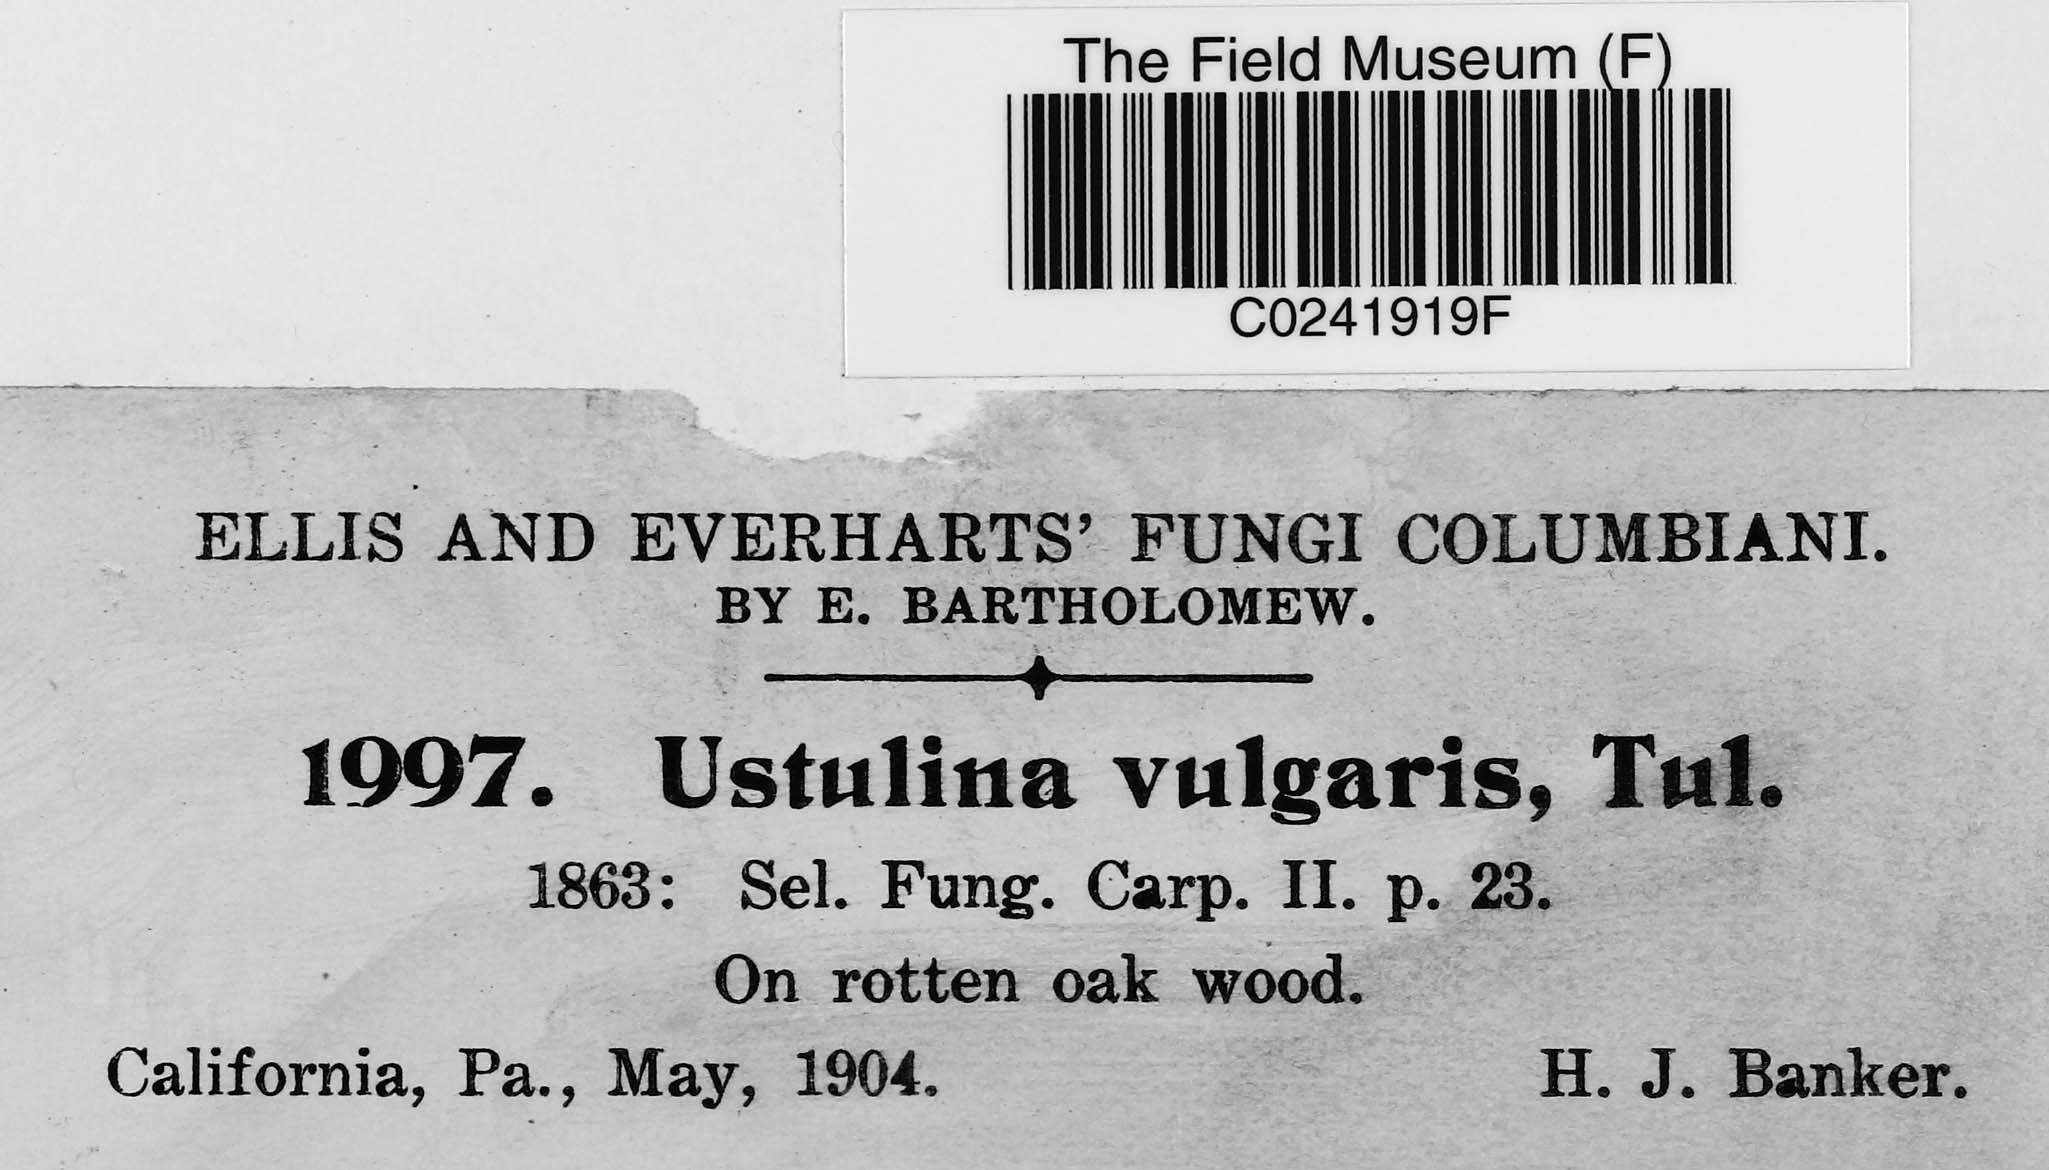 The Field Museum (F)
C0241919F
ELLIS AND EVERHARTS' FUNGI COLUMBIANI.
BY E. BARTHOLOMEW.
1997. Ustulina vulgaris, Tul.
1863: Sel. Fung. Carp. II. p. 23.
On rotten oak wood.
California, Pa., May, 1904. H. J. Banker.